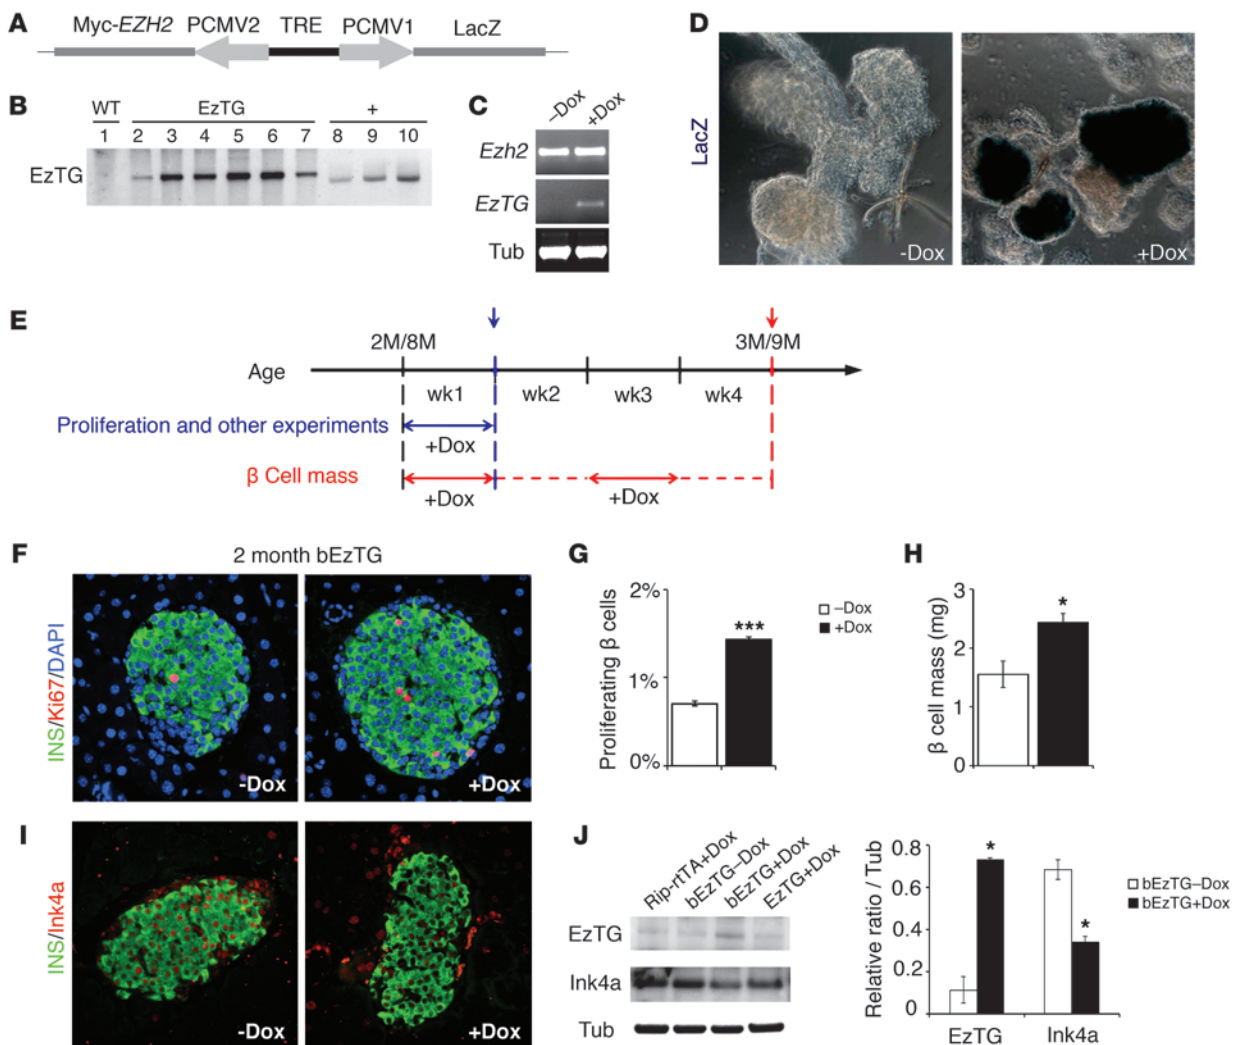 A
Myc-EZH2 PCMV2 TRE PCMV1 LacZ
B
WT EzTG +
1 2 3 4 5 6 7 8 9 10
EzTG
C
–Dox +Dox
Ezh2
EzTG
Tub
D
LacZ
-Dox
+Dox
E
2M/8M 3M/9M
Age
wk1 wk2 wk3 wk4
Proliferation and other experiments
+Dox
β Cell mass
+Dox +Dox
F
2 month bEzTG
INS/Ki67/DAPI
-Dox
+Dox
G
Proliferating β cells
2%
1%
0%
***
–Dox
+Dox
H
β cell mass (mg)
3
2
1
0
*
I
INS/Ink4a
-Dox
+Dox
J
Rip-rtTA+Dox
bEzTG–Dox
bEzTG+Dox
EzTG+Dox
EzTG
Ink4a
Tub
Relative ratio / Tub
0.8
0.6
0.4
0.2
0
*
*
EzTG Ink4a
bEzTG–Dox
bEzTG+Dox